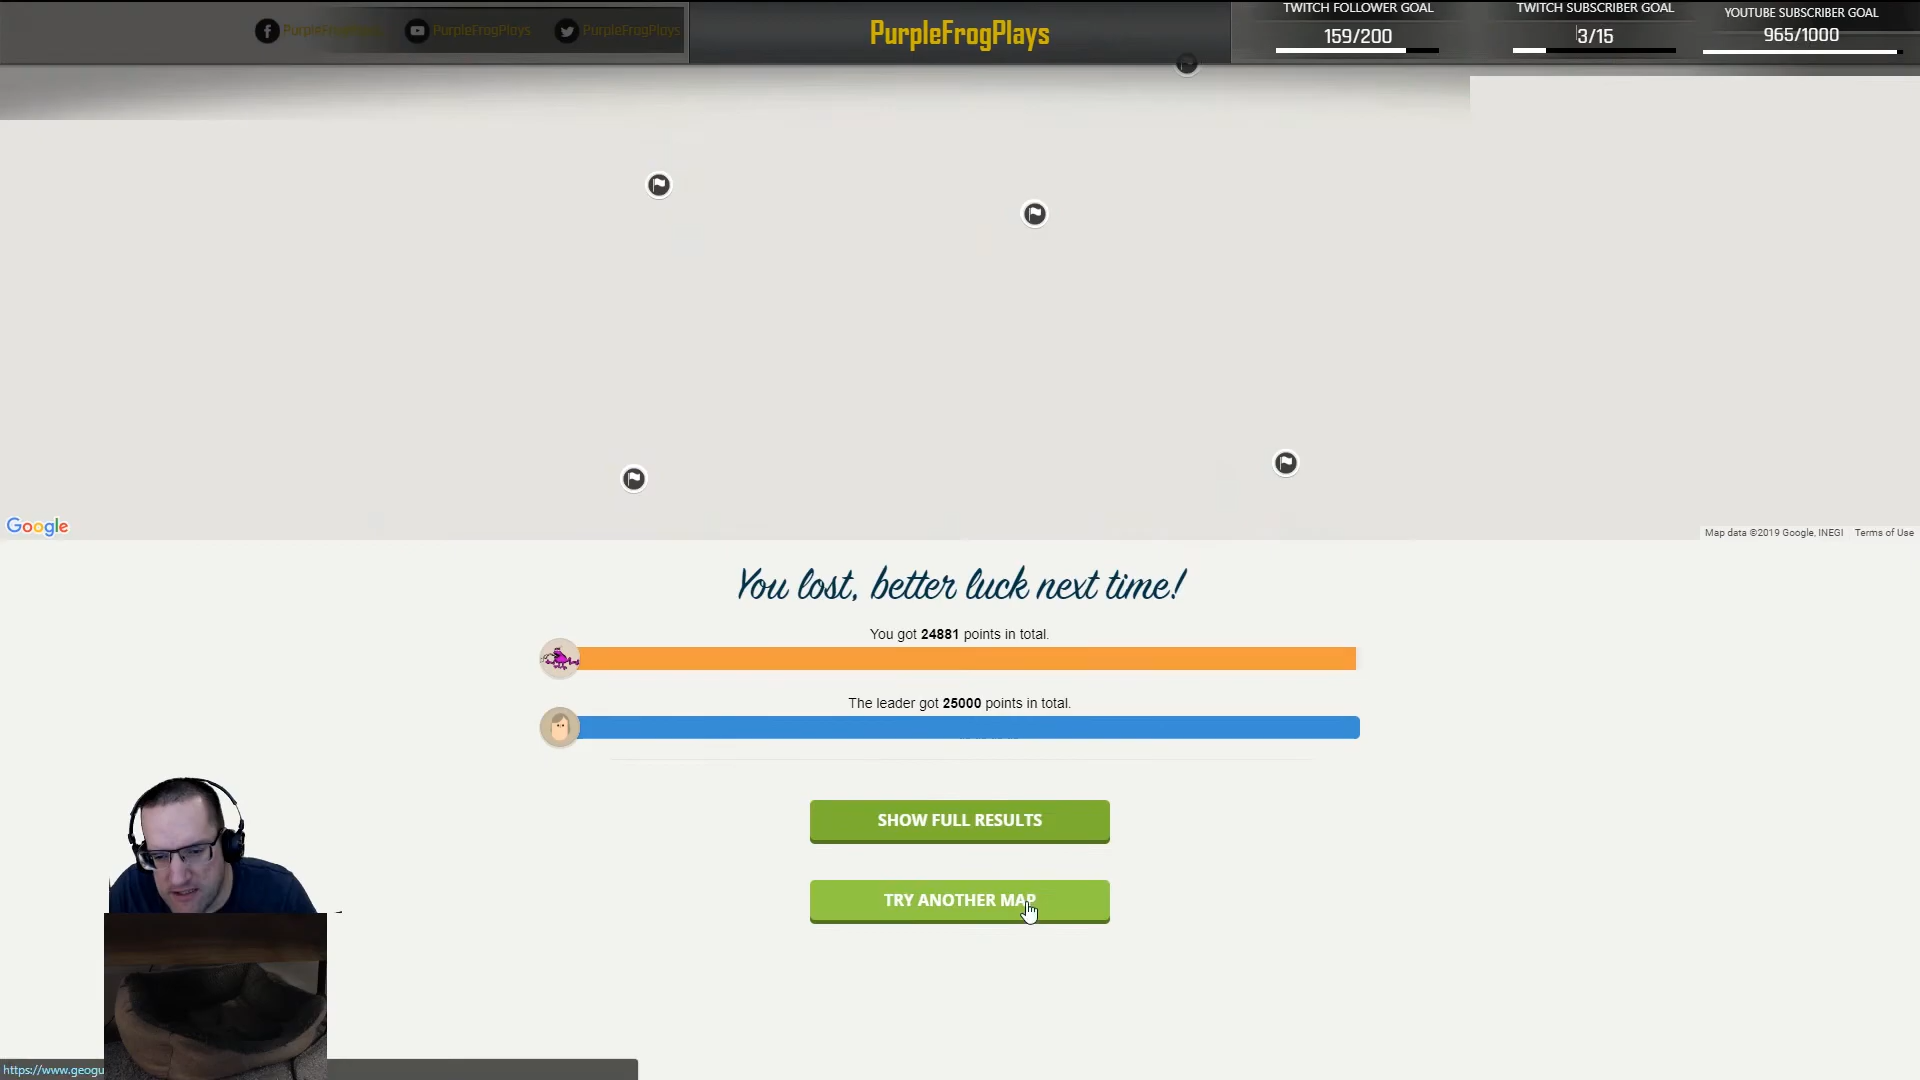 PurpleFrogPlays
PurpleFrogPlays
PurpleFrogPlays
PurpleFrogPlays
TWITCH FOLLOWER GOAL
159/200
TWITCH SUBSCRIBER GOAL
3/15
YOUTUBE SUBSCRIBER GOAL
965/1000
Google
Map data ©2019 Google, INEGI Terms of Use
You lost, better luck next time!
You got 24881 points in total.
The leader got 25000 points in total.
SHOW FULL RESULTS
TRY ANOTHER MAP
https://www.geogu